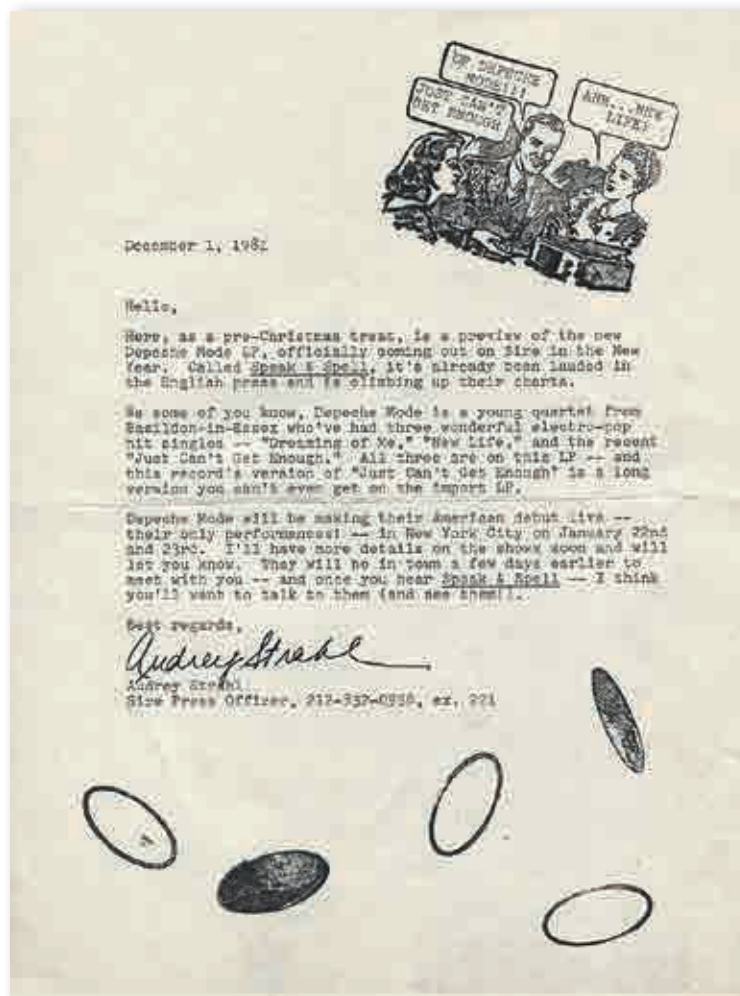 JUST CAN'T
GET ENOUGH
OF DEPECHE
MODE!!!
AHH...NEW
LIFE!
December 1, 1981
Hello,
Here, as a pre-Christmas treat, is a preview of the new
Depeche Mode LP, officially coming out on Sire in the New
Year. Called Speak & Spell, it's already been lauded in
the English press and is climbing up their charts.
As some of you know, Depeche Mode is a young quartet from
Basildon-in-Essex who've had three wonderful electro-pop
hit singles -- "Dreaming of Me," "New Life," and the recent
"Just Can't Get Enough." All three are on this LP -- and
this record's version of "Just Can't Get Enough" is a long
version you can't even get on the import LP.
Depeche Mode will be making their American debut live --
their only performances! -- in New York City on January 22nd
and 23rd. I'll have more details on the shows soon and will
let you know. They will be in town a few days earlier to
meet with you -- and once you hear Speak & Spell -- I think
you'll want to talk to them (and see them!).
Best regards,
Audrey Strahl
Audrey Strahl
Sire Press Officer, ex. 221